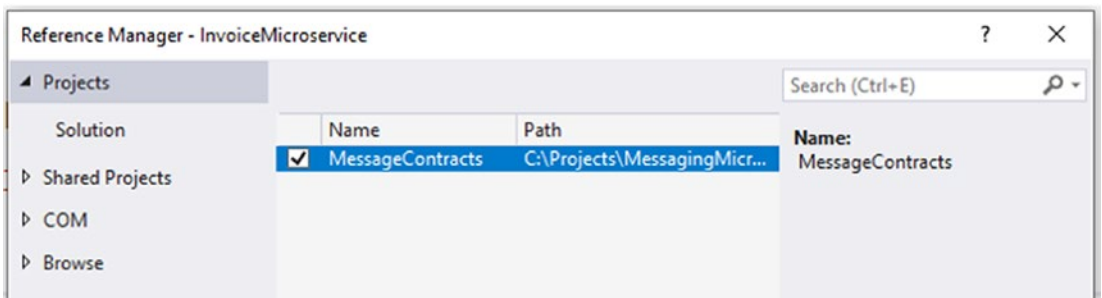 Reference Manager - InvoiceMicroservice ? ×
Projects
Search (Ctrl+E)
Solution
Name Path
Name:
MessageContracts C:\Projects\MessagingMicr...
MessageContracts
Shared Projects
COM
Browse